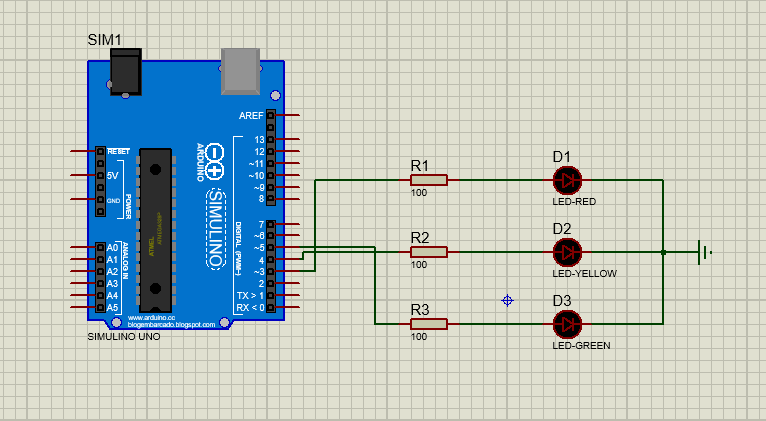 SIM1
AREF
13
12
~11
~10
~9
8
7
~6
~5
4
~3
2
TX > 1
RX < 0
RESET
5V
GND
POWER
A0
A1
A2
A3
A4
A5
ANALOG IN
ATMEL
ARDUINO
SIMULINO
DIGITAL (PWM~)
www.arduino.cc
blogembarcado.blogspot.com
SIMULINO UNO
R1
100
D1
LED-RED
R2
100
D2
LED-YELLOW
R3
100
D3
LED-GREEN